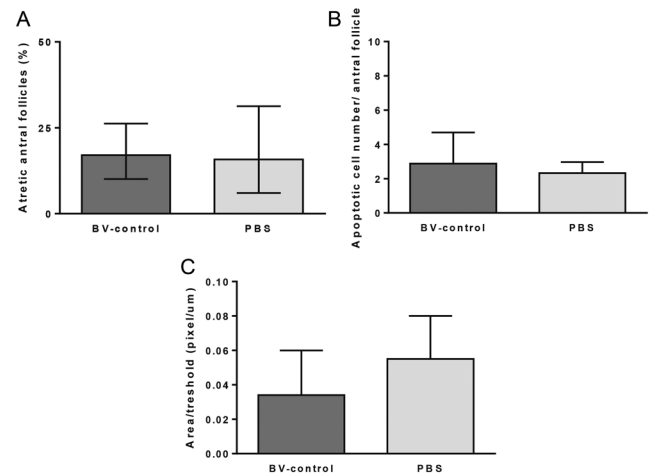 A
Atretic antral follicles (%)
50
25
0
BV-control PBS
B
Apoptotic cell number/ antral follicle
10
8
6
4
2
0
BV-control PBS
C
Area/treshold (pixel/um)
0.10
0.08
0.06
0.04
0.02
0.00
BV-control PBS